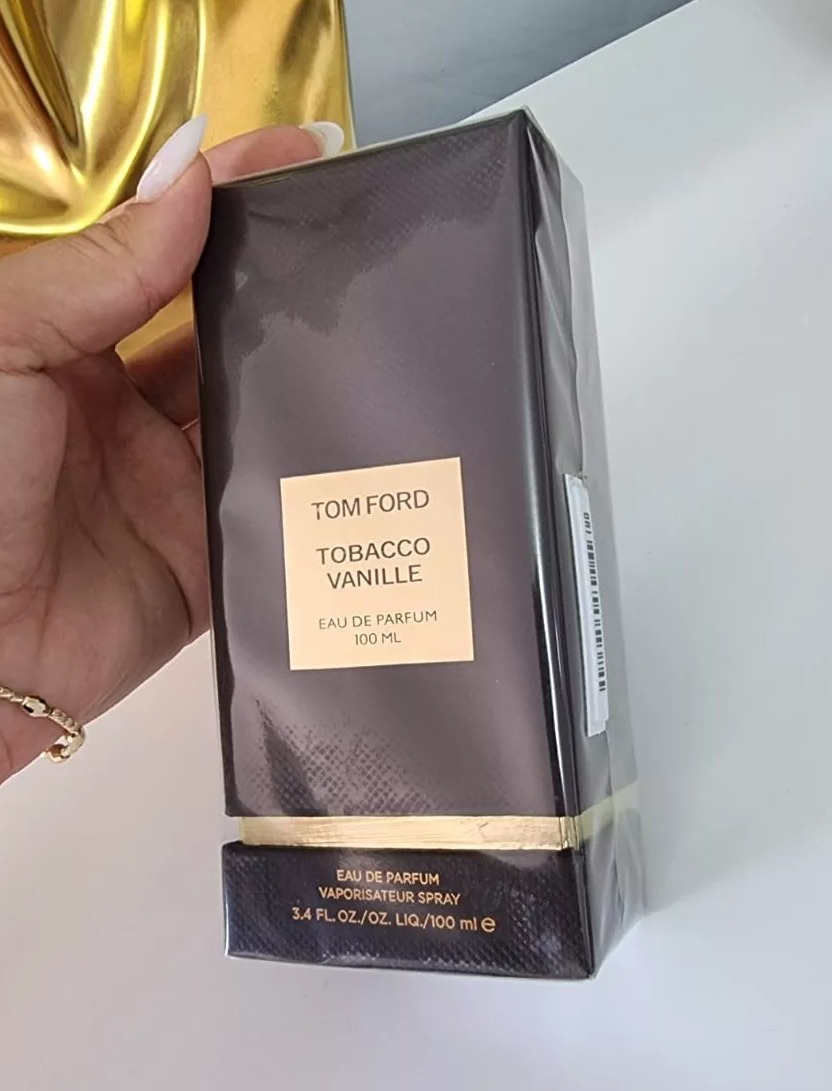 TOM FORD
TOBACCO
VANILLE
EAU DE PARFUM
100 ML
EAU DE PARFUM
VAPORISATEUR SPRAY
3.4 FL. OZ./OZ. LIQ./100 ml ℮